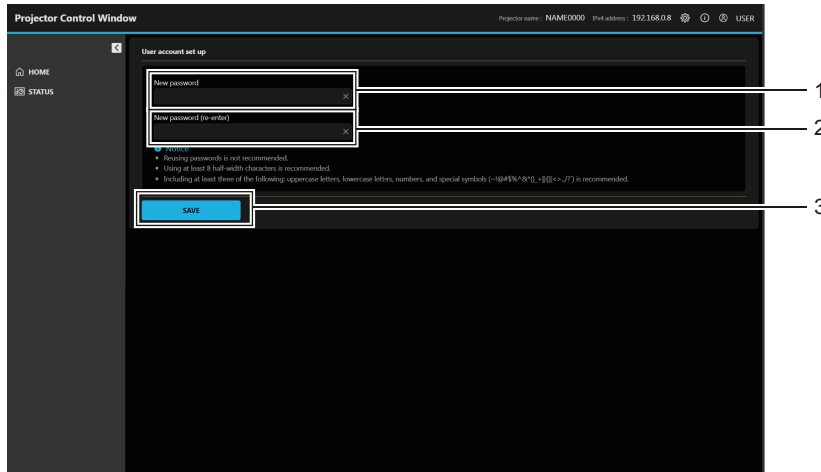 Projector Control Window
Projector name : NAME0000 IPv4 address : 192.168.0.8 USER
User account set up
HOME
STATUS
New password
1
New password (re-enter)
2
Notice
• Reusing passwords is not recommended.
• Using at least 8 half-width characters is recommended.
• Including at least three of the following: uppercase letters, lowercase letters, numbers, and special symbols is recommended.
SAVE
3